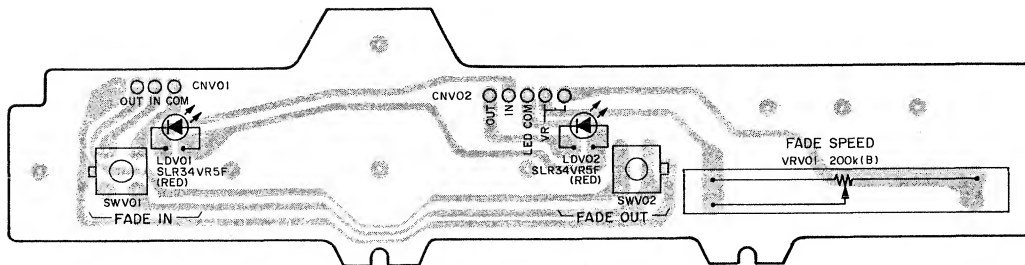 CNV01
OUT IN COM
LDV01
SLR34VR5F
(RED)
SWV01
FADE IN
CNV02
OUT
IN
LED COM
VR
LDV02
SLR34VR5F
(RED)
SWV02
FADE OUT
FADE SPEED
VRV01 200k(B)